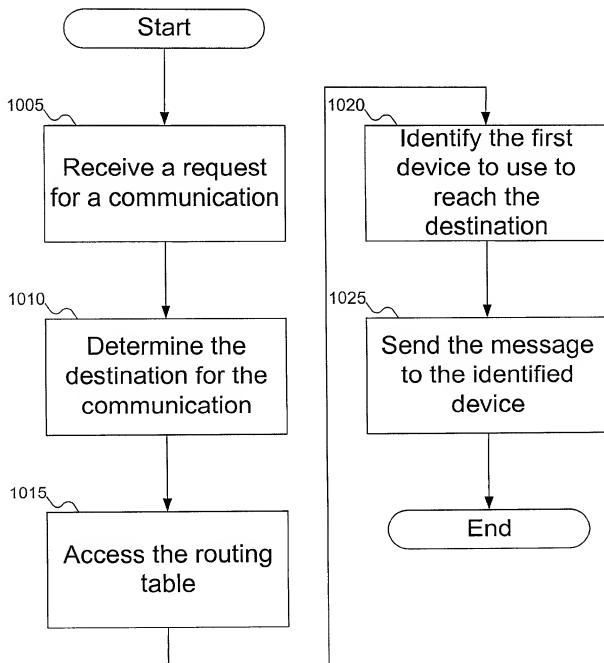 Start
1005
Receive a request
for a communication
1010
Determine the
destination for the
communication
1015
Access the routing
table
1020
Identify the first
device to use to
reach the
destination
1025
Send the message
to the identified
device
End